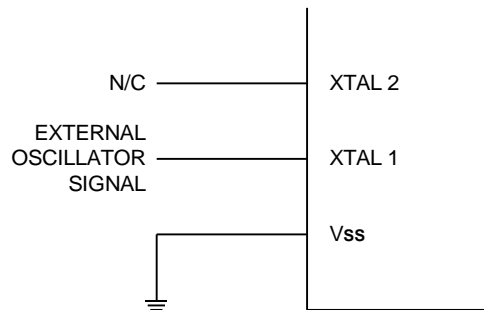 N/C
XTAL 2
EXTERNAL
OSCILLATOR
SIGNAL
XTAL 1
Vss